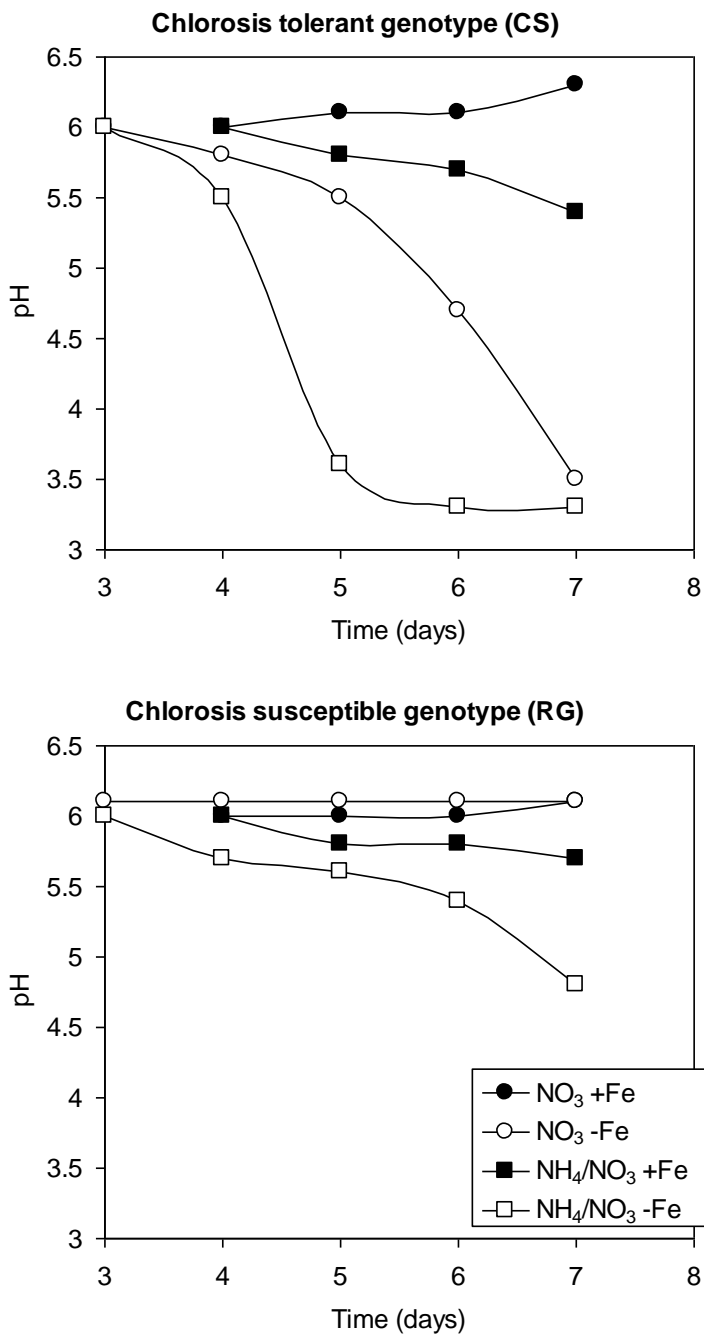 Chlorosis tolerant genotype (CS)
6.5
6
5.5
5
4.5
4
3.5
3
pH
3 4 5 6 7 8
Time (days)
Chlorosis susceptible genotype (RG)
6.5
6
5.5
5
4.5
4
3.5
3
pH
NO₃ +Fe
NO₃ -Fe
NH₄/NO₃ +Fe
NH₄/NO₃ -Fe
3 4 5 6 7 8
Time (days)